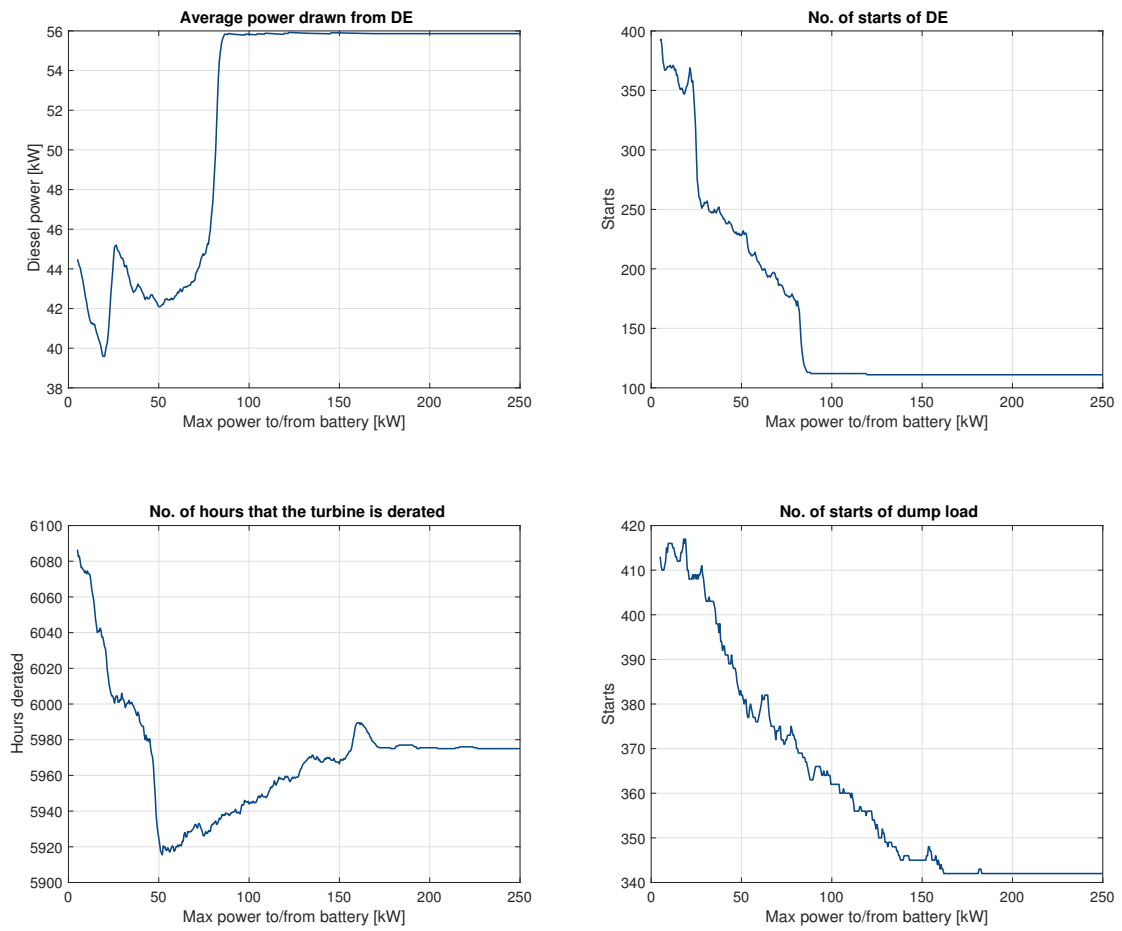 Average power drawn from DE
56
54
52
50
48
46
44
42
40
38
Diesel power [kW]
0 50 100 150 200 250
Max power to/from battery [kW]
No. of starts of DE
400
350
300
250
200
150
100
Starts
0 50 100 150 200 250
Max power to/from battery [kW]
No. of hours that the turbine is derated
6100
6080
6060
6040
6020
6000
5980
5960
5940
5920
5900
Hours derated
0 50 100 150 200 250
Max power to/from battery [kW]
No. of starts of dump load
420
410
400
390
380
370
360
350
340
Starts
0 50 100 150 200 250
Max power to/from battery [kW]